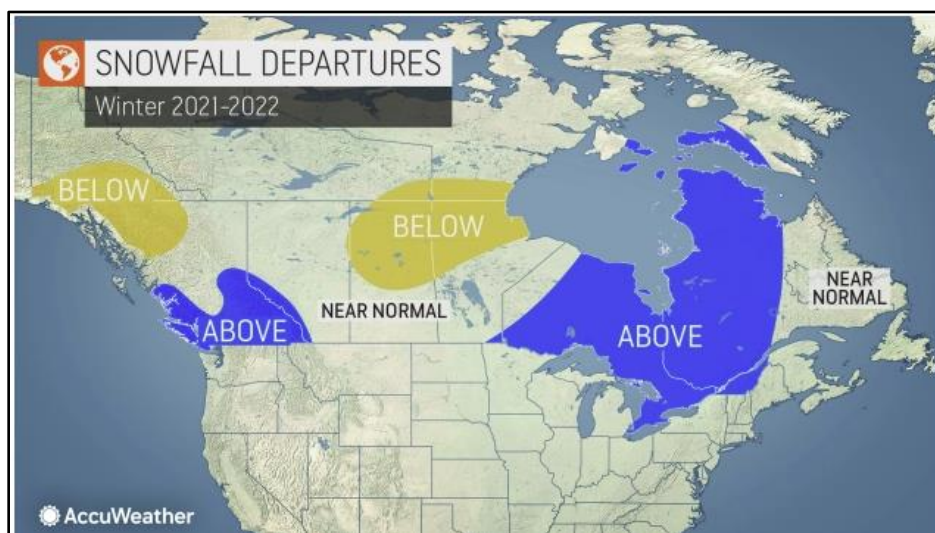 SNOWFALL DEPARTURES
Winter 2021-2022
BELOW
BELOW
NEAR NORMAL
ABOVE
ABOVE
NEAR
NORMAL
AccuWeather